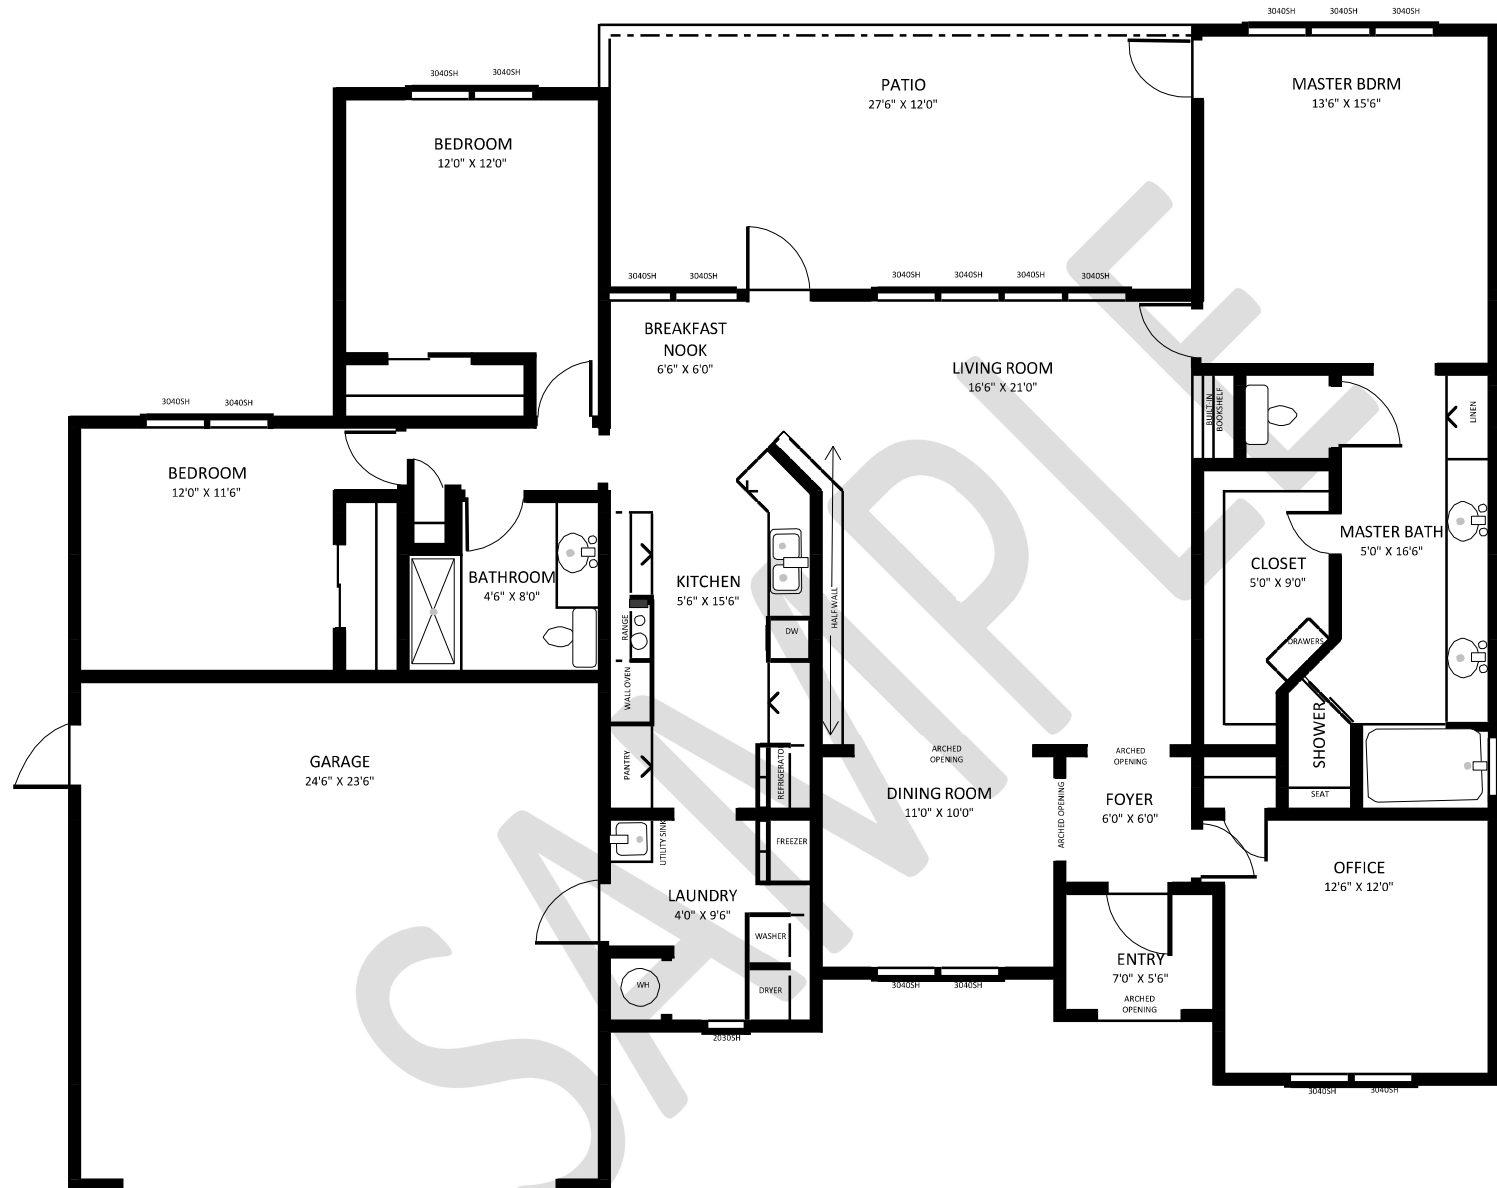 3040SH 3040SH 3040SH
3040SH 3040SH
PATIO
27'6" X 12'0"
MASTER BDRM
13'6" X 15'6"
BEDROOM
12'0" X 12'0"
3040SH 3040SH
3040SH 3040SH 3040SH 3040SH
BREAKFAST
NOOK
6'6" X 6'0"
LIVING ROOM
16'6" X 21'0"
3040SH 3040SH
BUILT-IN
BOOKSHELF
LINEN
BEDROOM
12'0" X 11'6"
MASTER BATH
5'0" X 16'6"
CLOSET
5'0" X 9'0"
BATHROOM
4'6" X 8'0"
KITCHEN
5'6" X 15'6"
HALF WALL
RANGE
DW
DRAWERS
WALL OVEN
SHOWER
SEAT
GARAGE
24'6" X 23'6"
PANTRY
REFRIGERATOR
ARCHED
OPENING
ARCHED
OPENING
DINING ROOM
11'0" X 10'0"
FOYER
6'0" X 6'0"
ARCHED OPENING
UTILITY SINK
FREEZER
OFFICE
12'6" X 12'0"
LAUNDRY
4'0" X 9'6"
WASHER
ENTRY
7'0" X 5'6"
WH
DRYER
3040SH 3040SH
ARCHED
OPENING
2030SH
3040SH 3040SH
SAMPLE